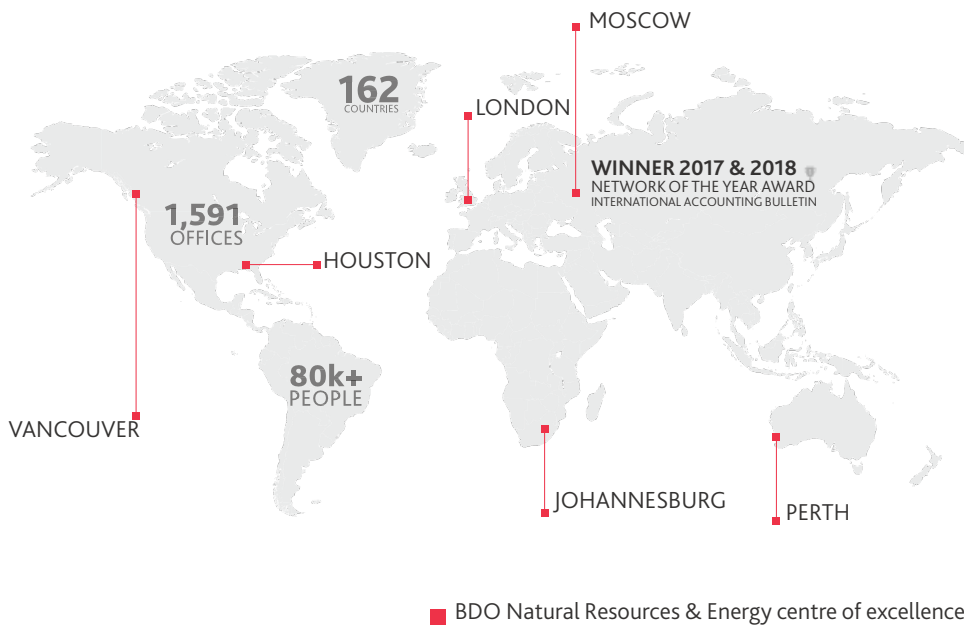 MOSCOW
162
COUNTRIES
LONDON
WINNER 2017 & 2018
NETWORK OF THE YEAR AWARD
INTERNATIONAL ACCOUNTING BULLETIN
1,591
OFFICES
HOUSTON
80k+
PEOPLE
VANCOUVER
JOHANNESBURG
PERTH
BDO Natural Resources & Energy centre of excellence